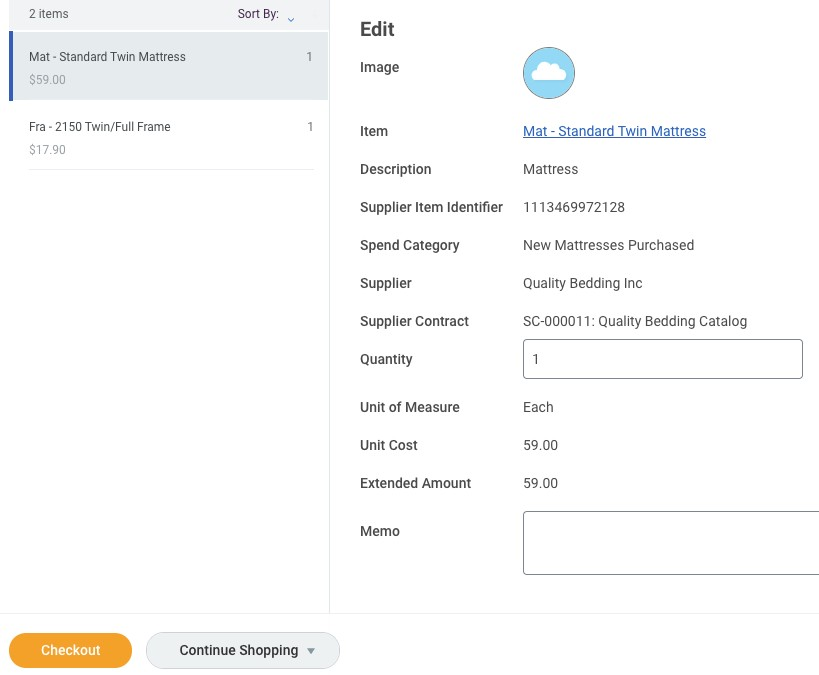 2 items Sort By:
Mat - Standard Twin Mattress 1
$59.00
Fra - 2150 Twin/Full Frame 1
$17.90
Edit
Image
Item Mat - Standard Twin Mattress
Description Mattress
Supplier Item Identifier 1113469972128
Spend Category New Mattresses Purchased
Supplier Quality Bedding Inc
Supplier Contract SC-000011: Quality Bedding Catalog
Quantity 1
Unit of Measure Each
Unit Cost 59.00
Extended Amount 59.00
Memo
Checkout Continue Shopping